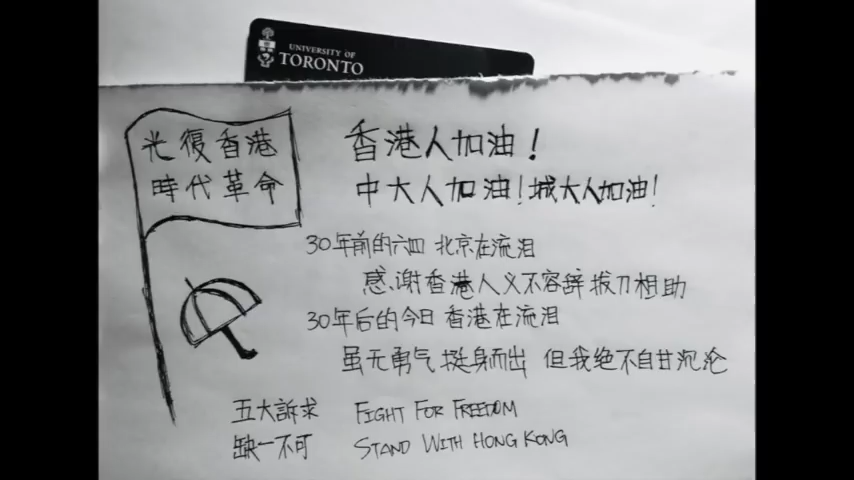 UNIVERSITY OF
TORONTO
光復香港
時代革命
香港人加油！
中大人加油！城大人加油！
30年前的六四 北京在流泪
感谢香港人义不容辞 拔刀相助
30年后的今日 香港在流泪
虽无勇气 挺身而出 但我绝不自甘沉沦
五大訴求 FIGHT FOR FREEDOM
缺一不可 STAND WITH HONG KONG